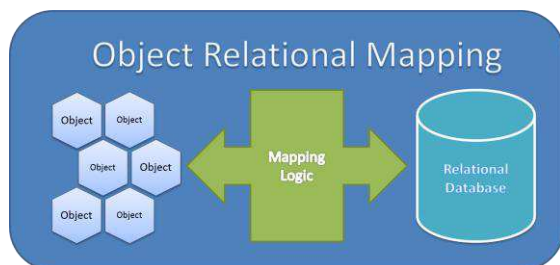 Object Relational Mapping
Object Object
Object Object
Object Object
Mapping
Logic
Relational
Database